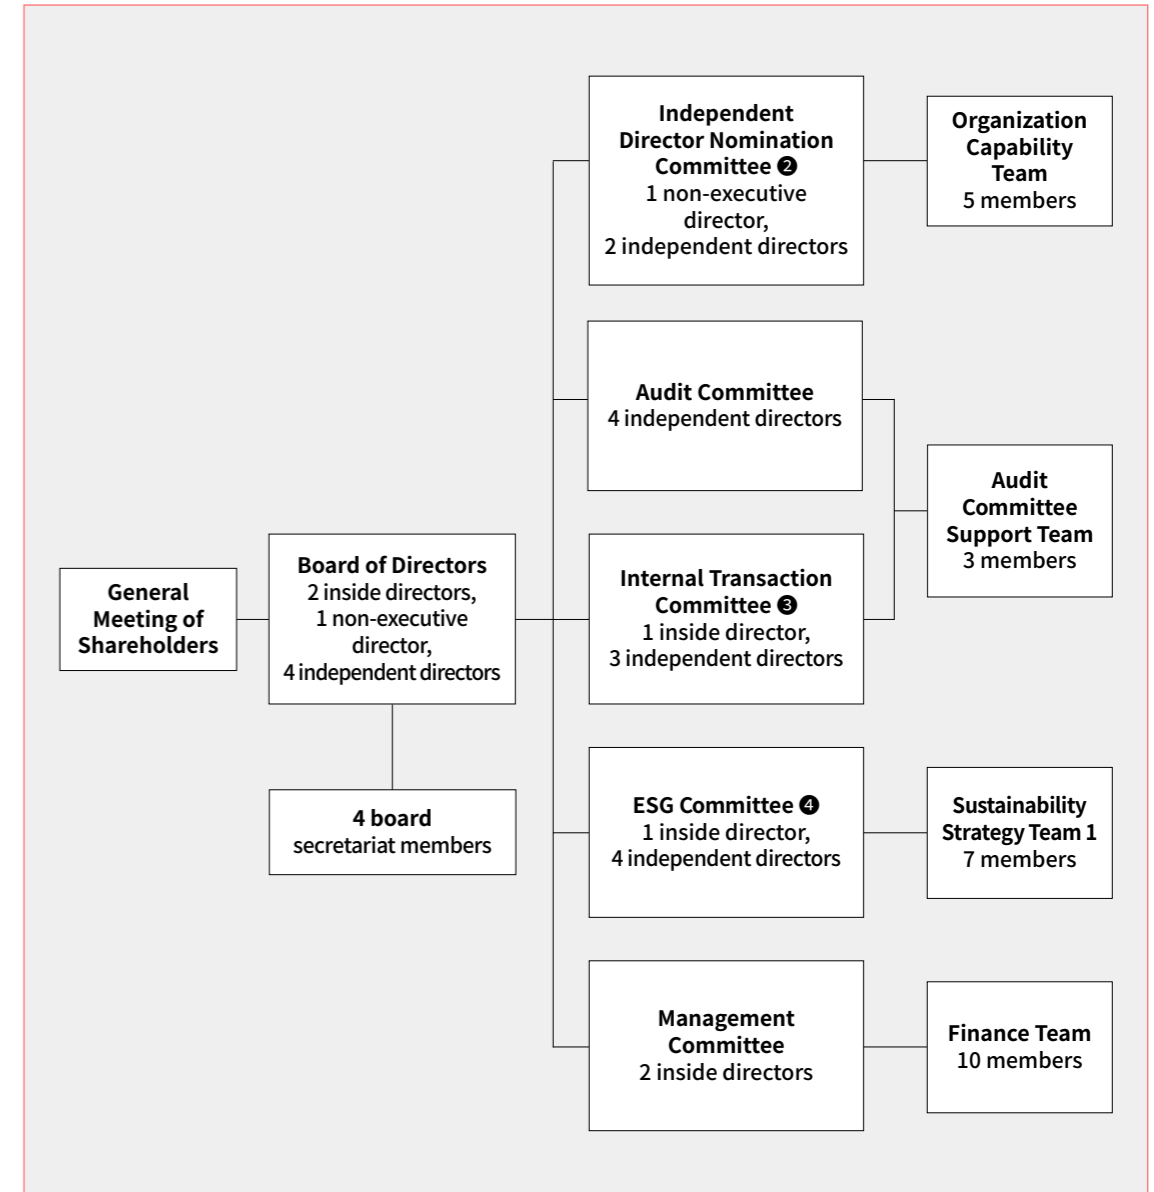 General
Meeting of
Shareholders
Board of Directors
2 inside directors,
1 non-executive
director,
4 independent directors
4 board
secretariat members
Independent
Director Nomination
Committee ❷
1 non-executive
director,
2 independent directors
Organization
Capability
Team
5 members
Audit Committee
4 independent directors
Internal Transaction
Committee ❸
1 inside director,
3 independent directors
Audit
Committee
Support Team
3 members
ESG Committee ❹
1 inside director,
4 independent directors
Sustainability
Strategy Team 1
7 members
Management
Committee
2 inside directors
Finance Team
10 members